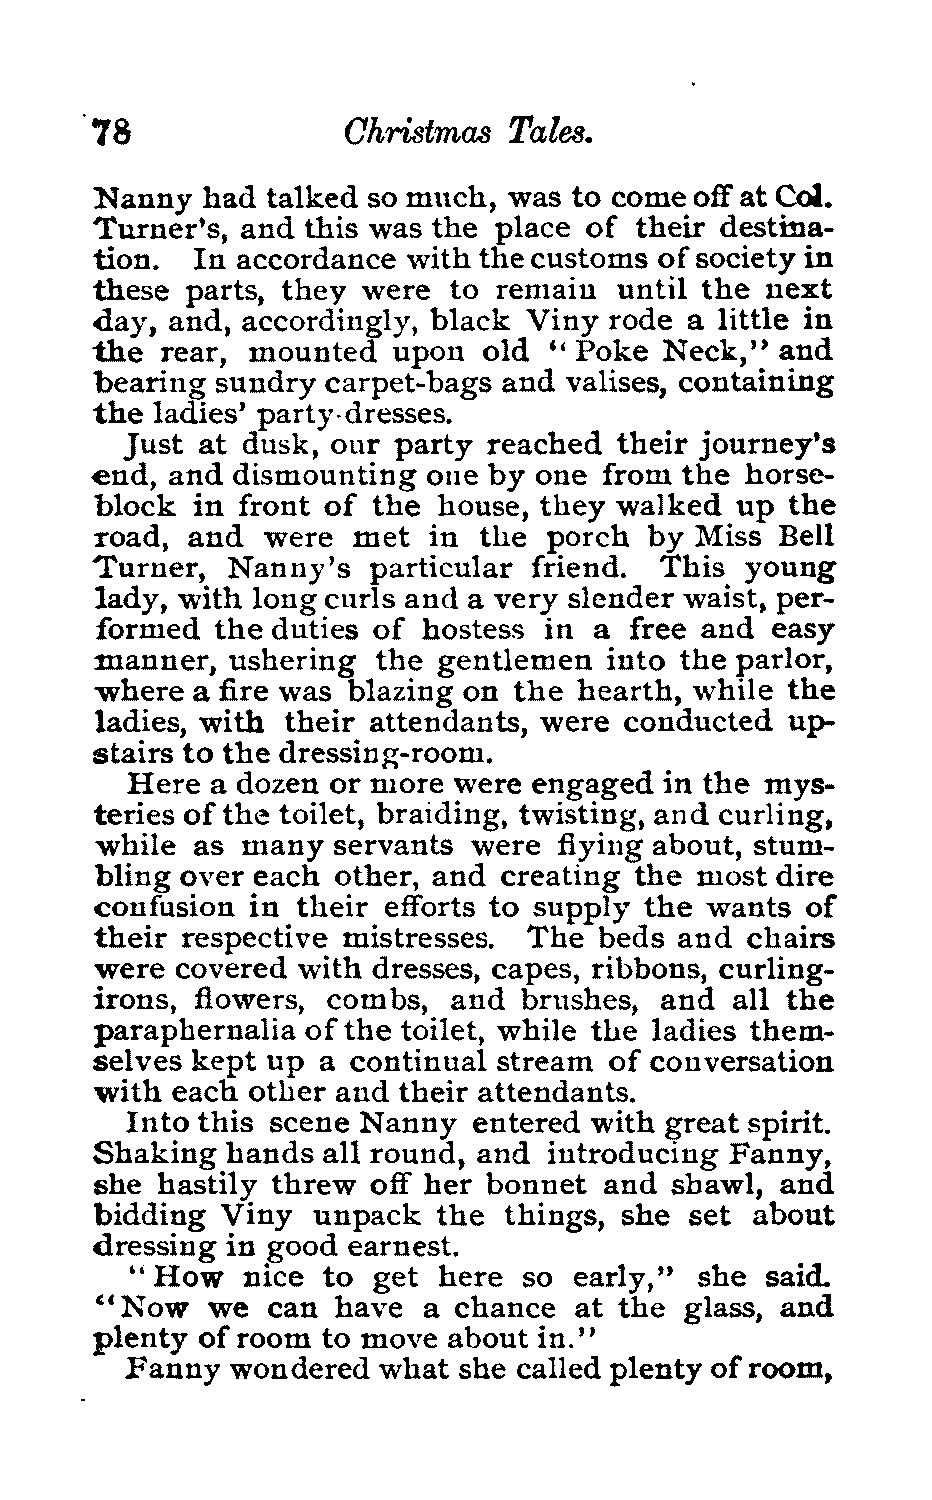 78 Christmas Tales.
Nanny had talked so much, was to come off at Col.
Turner's, and this was the place of their destina-
tion. In accordance with the customs of society in
these parts, they were to remain until the next
day, and, accordingly, black Viny rode a little in
the rear, mounted upon old "Poke Neck," and
bearing sundry carpet-bags and valises, containing
the ladies' party-dresses.
Just at dusk, our party reached their journey's
end, and dismounting one by one from the horse-
block in front of the house, they walked up the
road, and were met in the porch by Miss Bell
Turner, Nanny's particular friend. This young
lady, with long curls and a very slender waist, per-
formed the duties of hostess in a free and easy
manner, ushering the gentlemen into the parlor,
where a fire was blazing on the hearth, while the
ladies, with their attendants, were conducted up-
stairs to the dressing-room.
Here a dozen or more were engaged in the mys-
teries of the toilet, braiding, twisting, and curling,
while as many servants were flying about, stum-
bling over each other, and creating the most dire
confusion in their efforts to supply the wants of
their respective mistresses. The beds and chairs
were covered with dresses, capes, ribbons, curling-
irons, flowers, combs, and brushes, and all the
paraphernalia of the toilet, while the ladies them-
selves kept up a continual stream of conversation
with each other and their attendants.
Into this scene Nanny entered with great spirit.
Shaking hands all round, and introducing Fanny,
she hastily threw off her bonnet and shawl, and
bidding Viny unpack the things, she set about
dressing in good earnest.
"How nice to get here so early," she said.
"Now we can have a chance at the glass, and
plenty of room to move about in."
Fanny wondered what she called plenty of room,